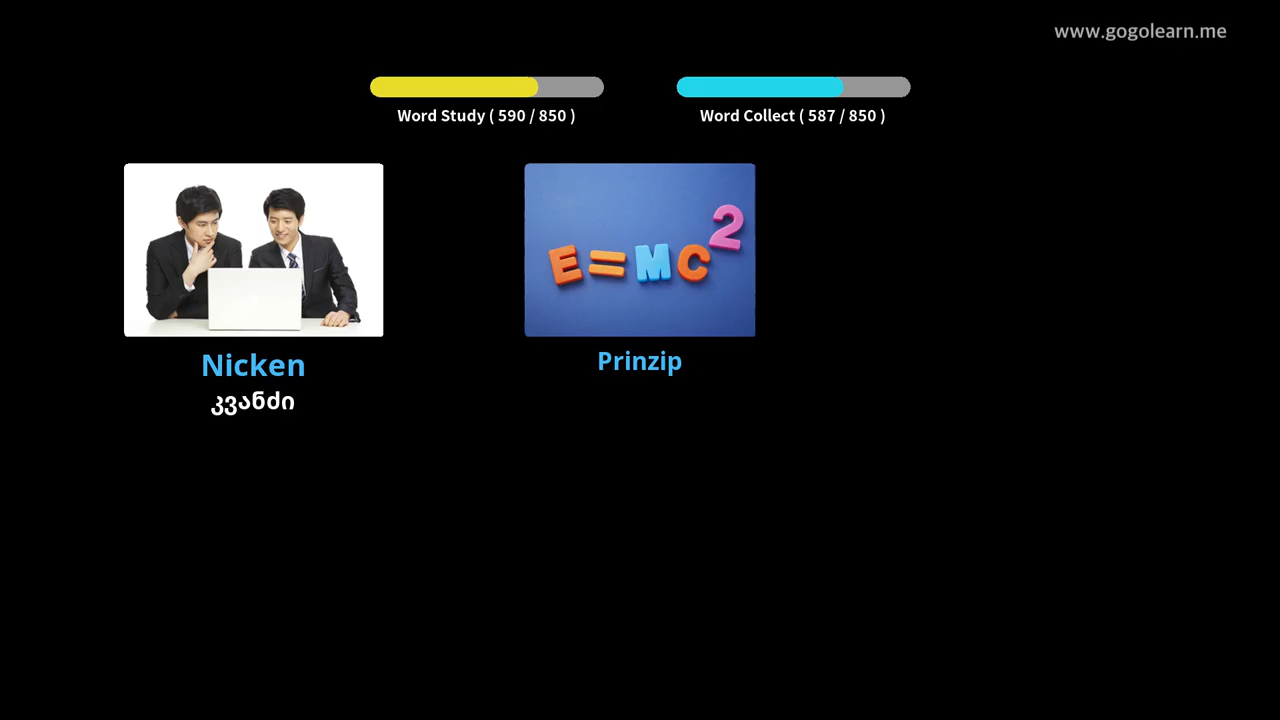 www.gogolearn.me
Word Study ( 590 / 850 )
Word Collect ( 587 / 850 )
E=MC2
Nicken
კვანძი
Prinzip